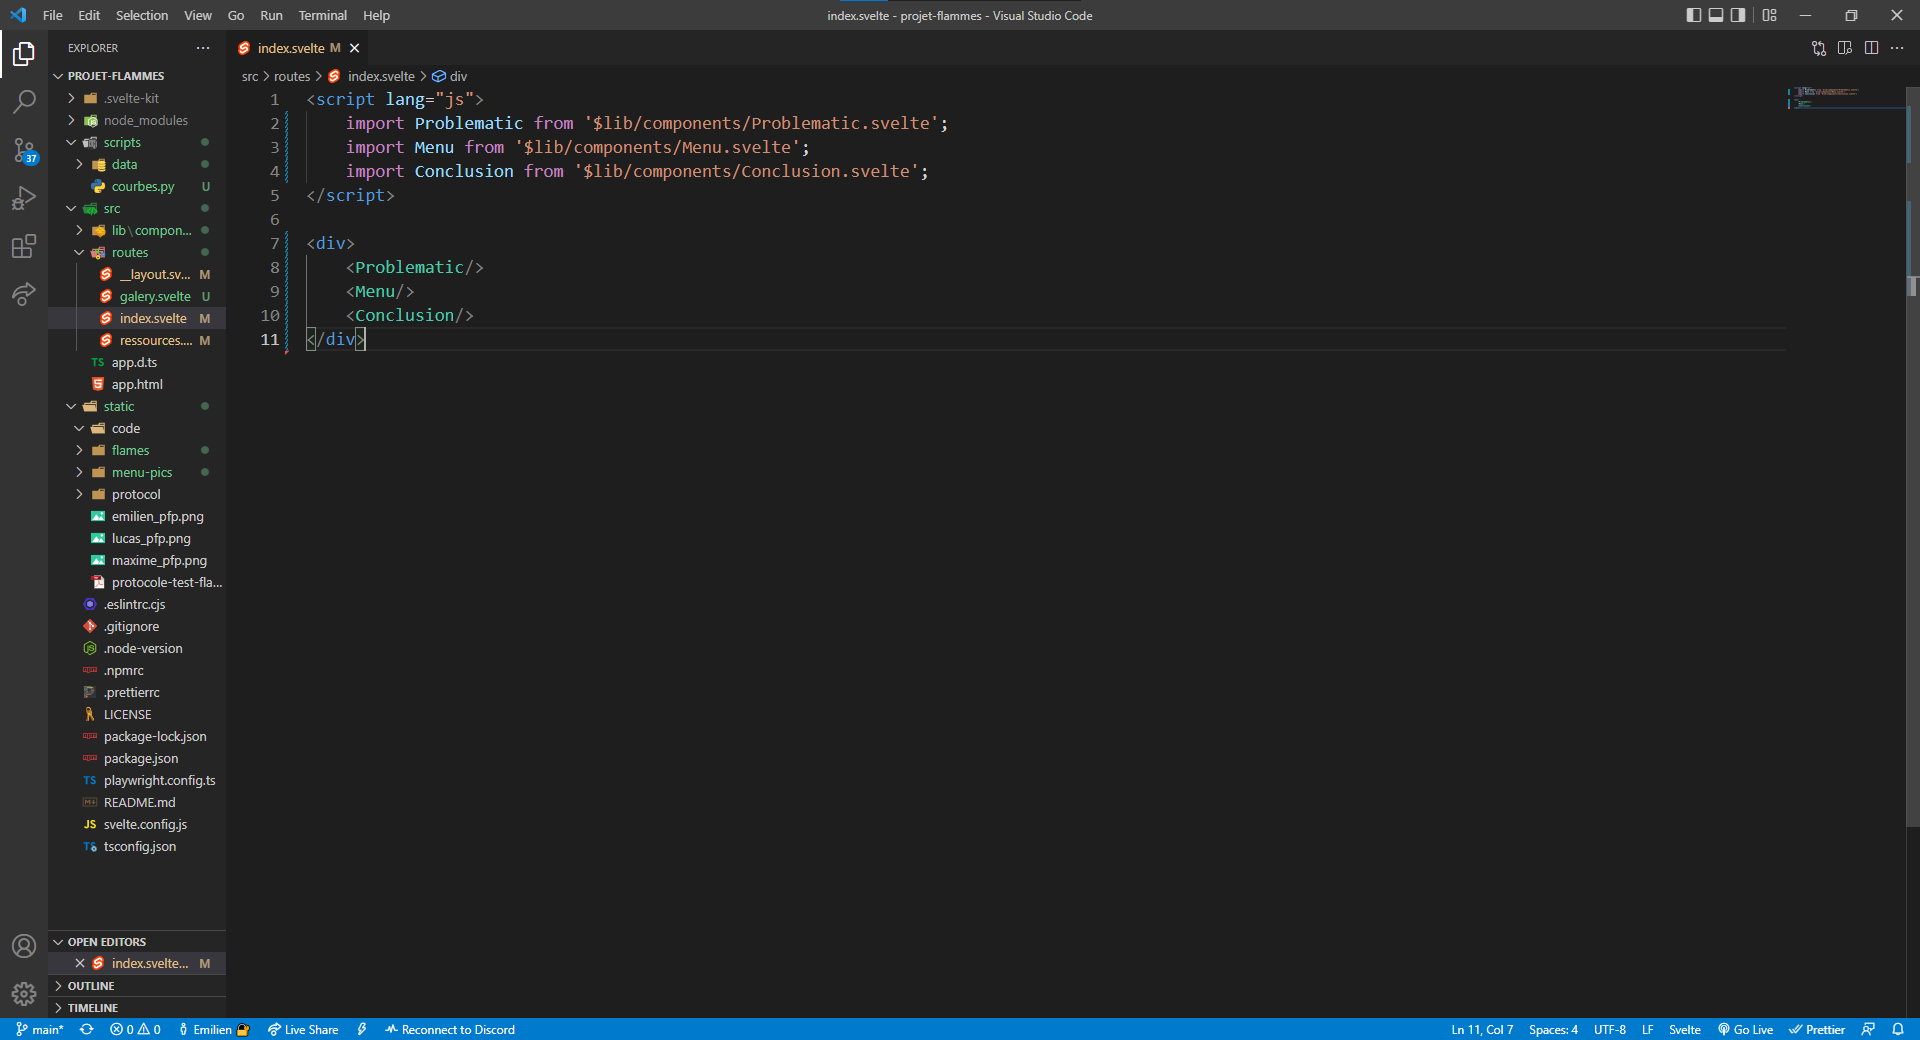 File Edit Selection View Go Run Terminal Help
index.svelte - projet-flammes - Visual Studio Code
EXPLORER
PROJET-FLAMMES
.svelte-kit
node_modules
scripts
data
courbes.py U
src
lib\compon...
routes
__layout.sv... M
galery.svelte U
index.svelte M
ressources.... M
TS app.d.ts
app.html
static
code
flames
menu-pics
protocol
emilien_pfp.png
lucas_pfp.png
maxime_pfp.png
protocole-test-fla...
.eslintrc.cjs
.gitignore
.node-version
.npmrc
.prettierrc
LICENSE
package-lock.json
package.json
TS playwright.config.ts
README.md
JS svelte.config.js
tsconfig.json
OPEN EDITORS
index.svelte... M
OUTLINE
TIMELINE
37
index.svelte M
src > routes > index.svelte > div
1 <script lang="js">
2 import Problematic from '$lib/components/Problematic.svelte';
3 import Menu from '$lib/components/Menu.svelte';
4 import Conclusion from '$lib/components/Conclusion.svelte';
5 </script>
6
7 <div>
8 <Problematic/>
9 <Menu/>
10 <Conclusion/>
11 </div>
main* 0 0 Emilien Live Share Reconnect to Discord
Ln 11, Col 7 Spaces: 4 UTF-8 LF Svelte Go Live Prettier